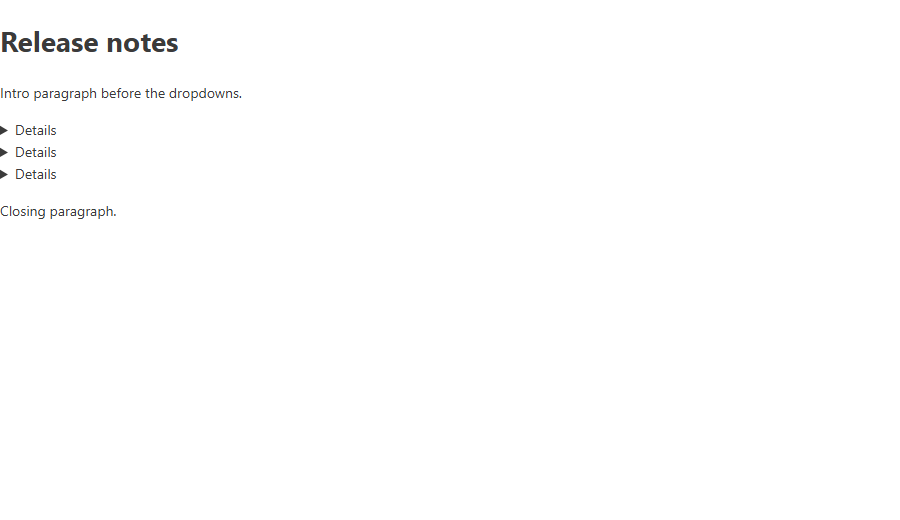 Release notes
Intro paragraph before the dropdowns.
Details
Details
Details
Closing paragraph.